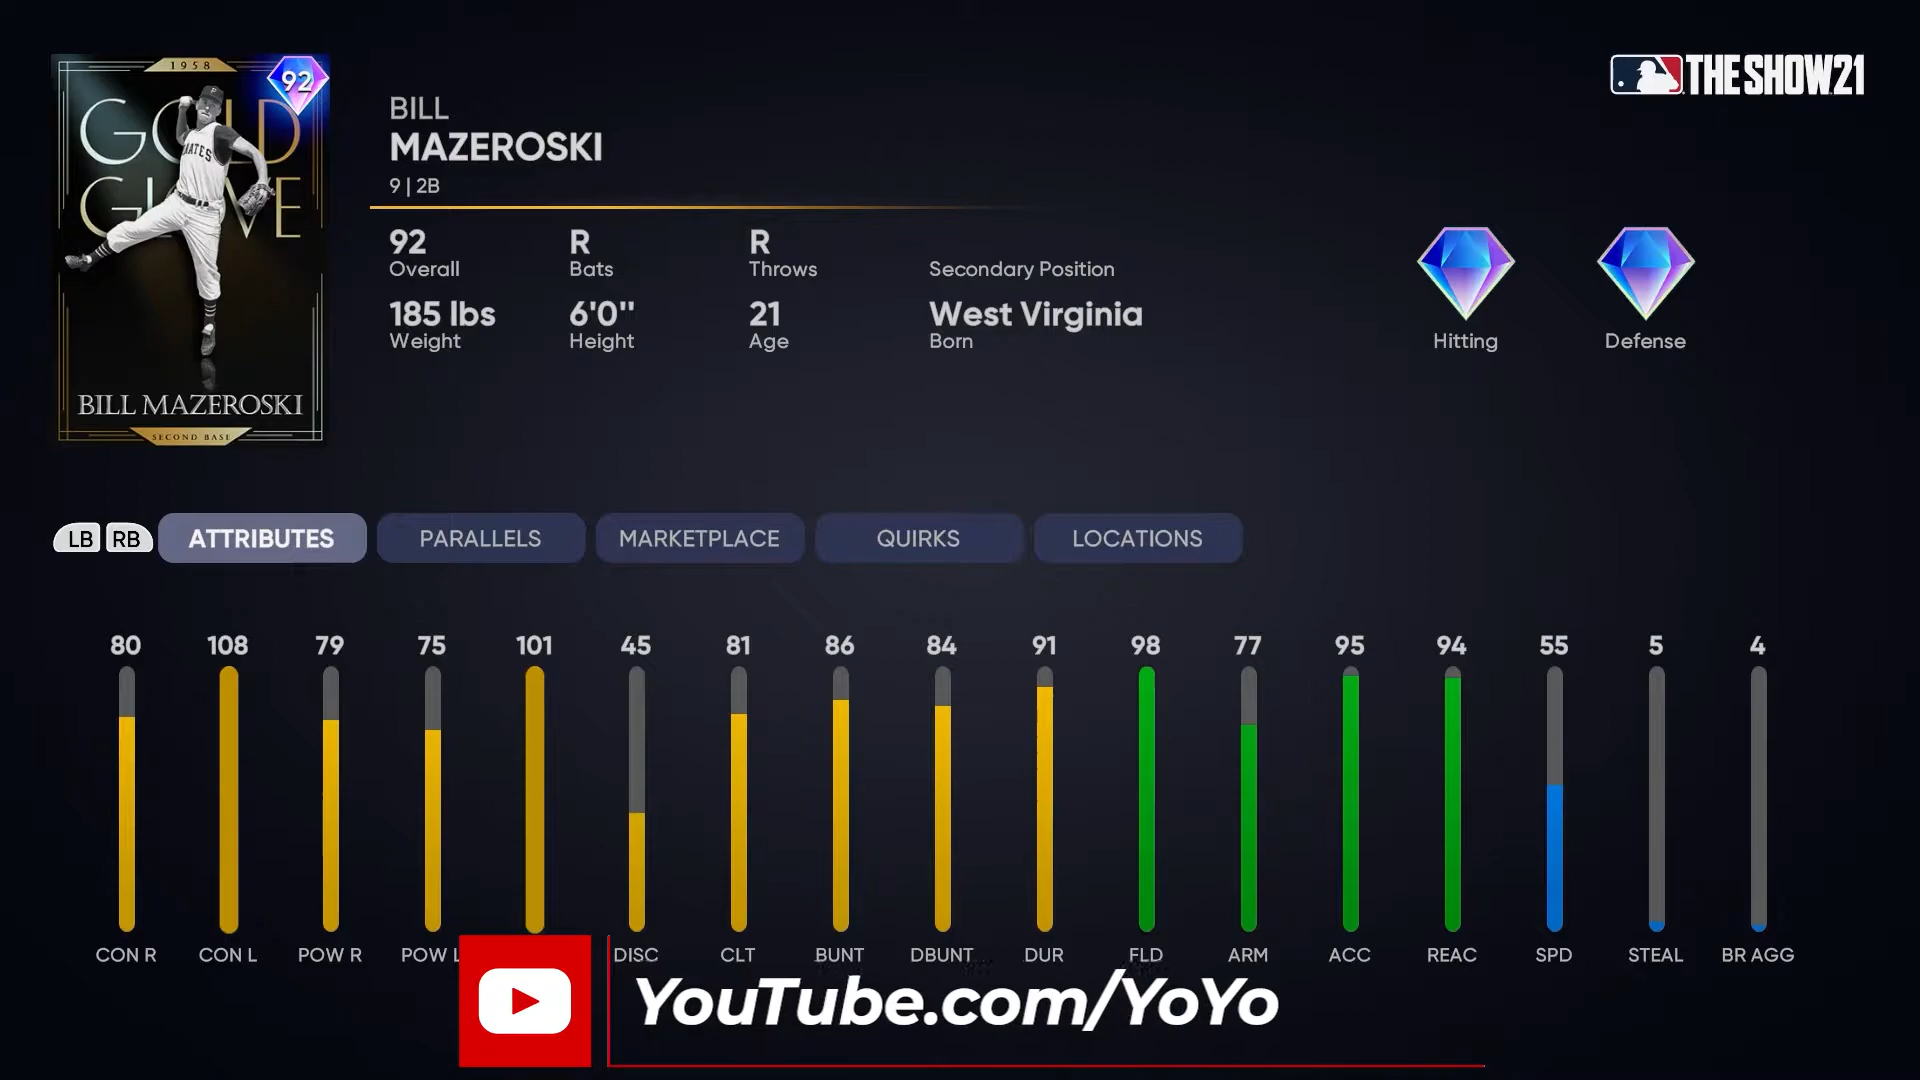 1958
92
GOLD
GLOVE
PIRATES
BILL MAZEROSKI
SECOND BASE
BILL
MAZEROSKI
9 | 2B
92 R R
Overall Bats Throws Secondary Position
185 lbs 6'0" 21 West Virginia
Weight Height Age Born
THE SHOW 21
Hitting Defense
LB RB ATTRIBUTES PARALLELS MARKETPLACE QUIRKS LOCATIONS
80 108 79 75 101 45 81 86 84 91 98 77 95 94 55 5 4
CON R CON L POW R POW L DISC CLT BUNT DBUNT DUR FLD ARM ACC REAC SPD STEAL BR AGG
YouTube.com/YoYo